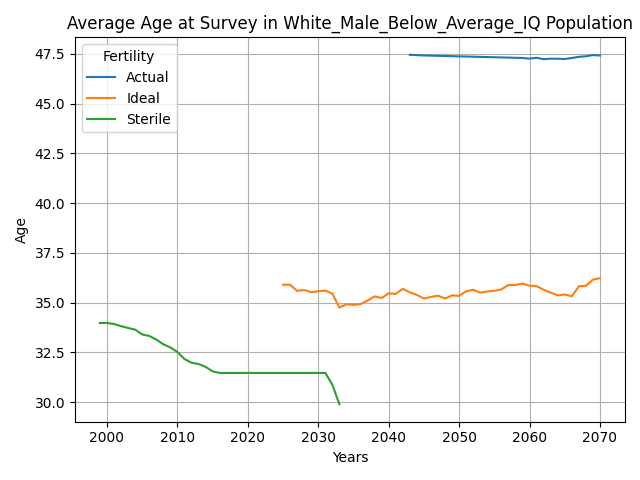 Average Age at Survey in White_Male_Below_Average_IQ Population
Fertility
Actual
Ideal
Sterile
47.5
45.0
42.5
40.0
37.5
35.0
32.5
30.0
Age
2000 2010 2020 2030 2040 2050 2060 2070
Years